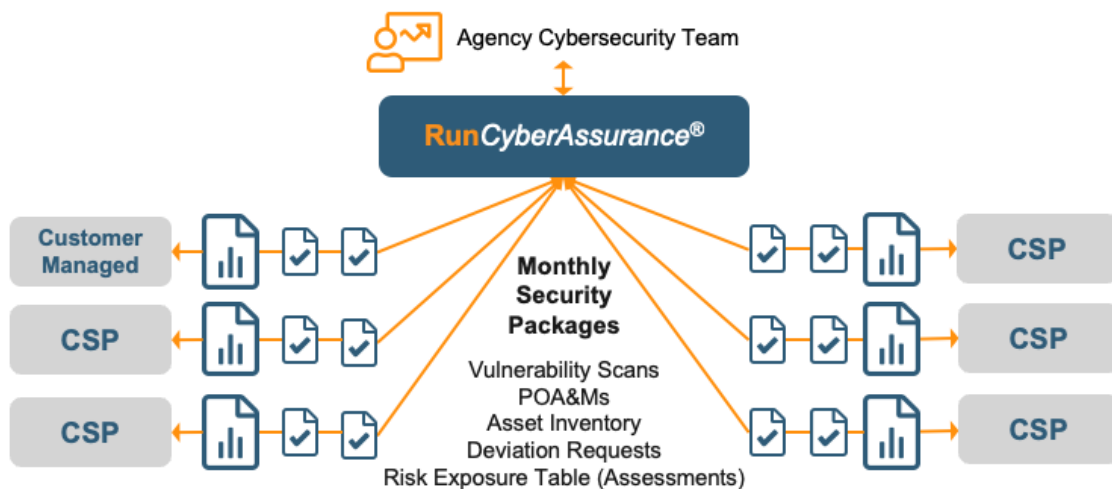 Agency Cybersecurity Team
RunCyberAssurance®
Customer
Managed
CSP
CSP
Monthly
Security
Packages
Vulnerability Scans
POA&Ms
Asset Inventory
Deviation Requests
Risk Exposure Table (Assessments)
CSP
CSP
CSP